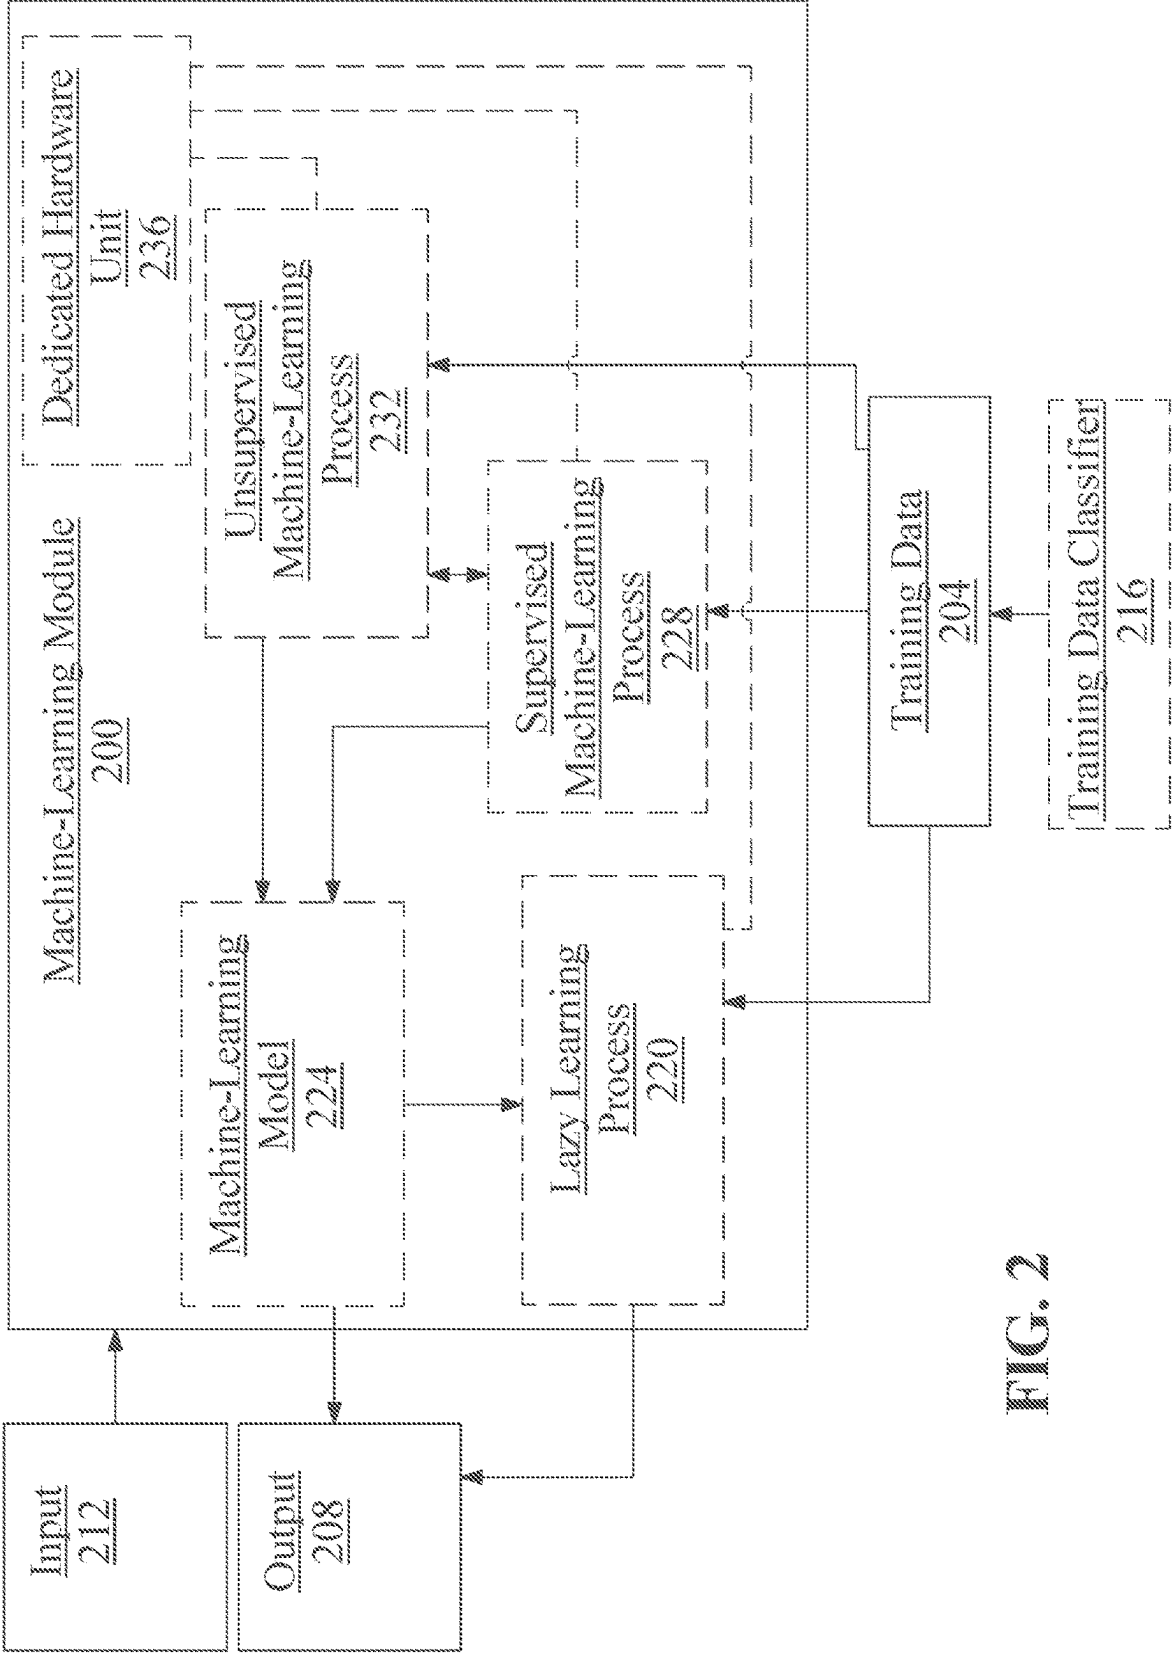 Input
212
Machine-Learning Module
200
Dedicated Hardware
Unit
236
Output
208
Machine-Learning
Model
224
Unsupervised
Machine-Learning
Process
232
Lazy Learning
Process
220
Supervised
Machine-Learning
Process
228
Training Data
204
Training Data Classifier
216
FIG. 2